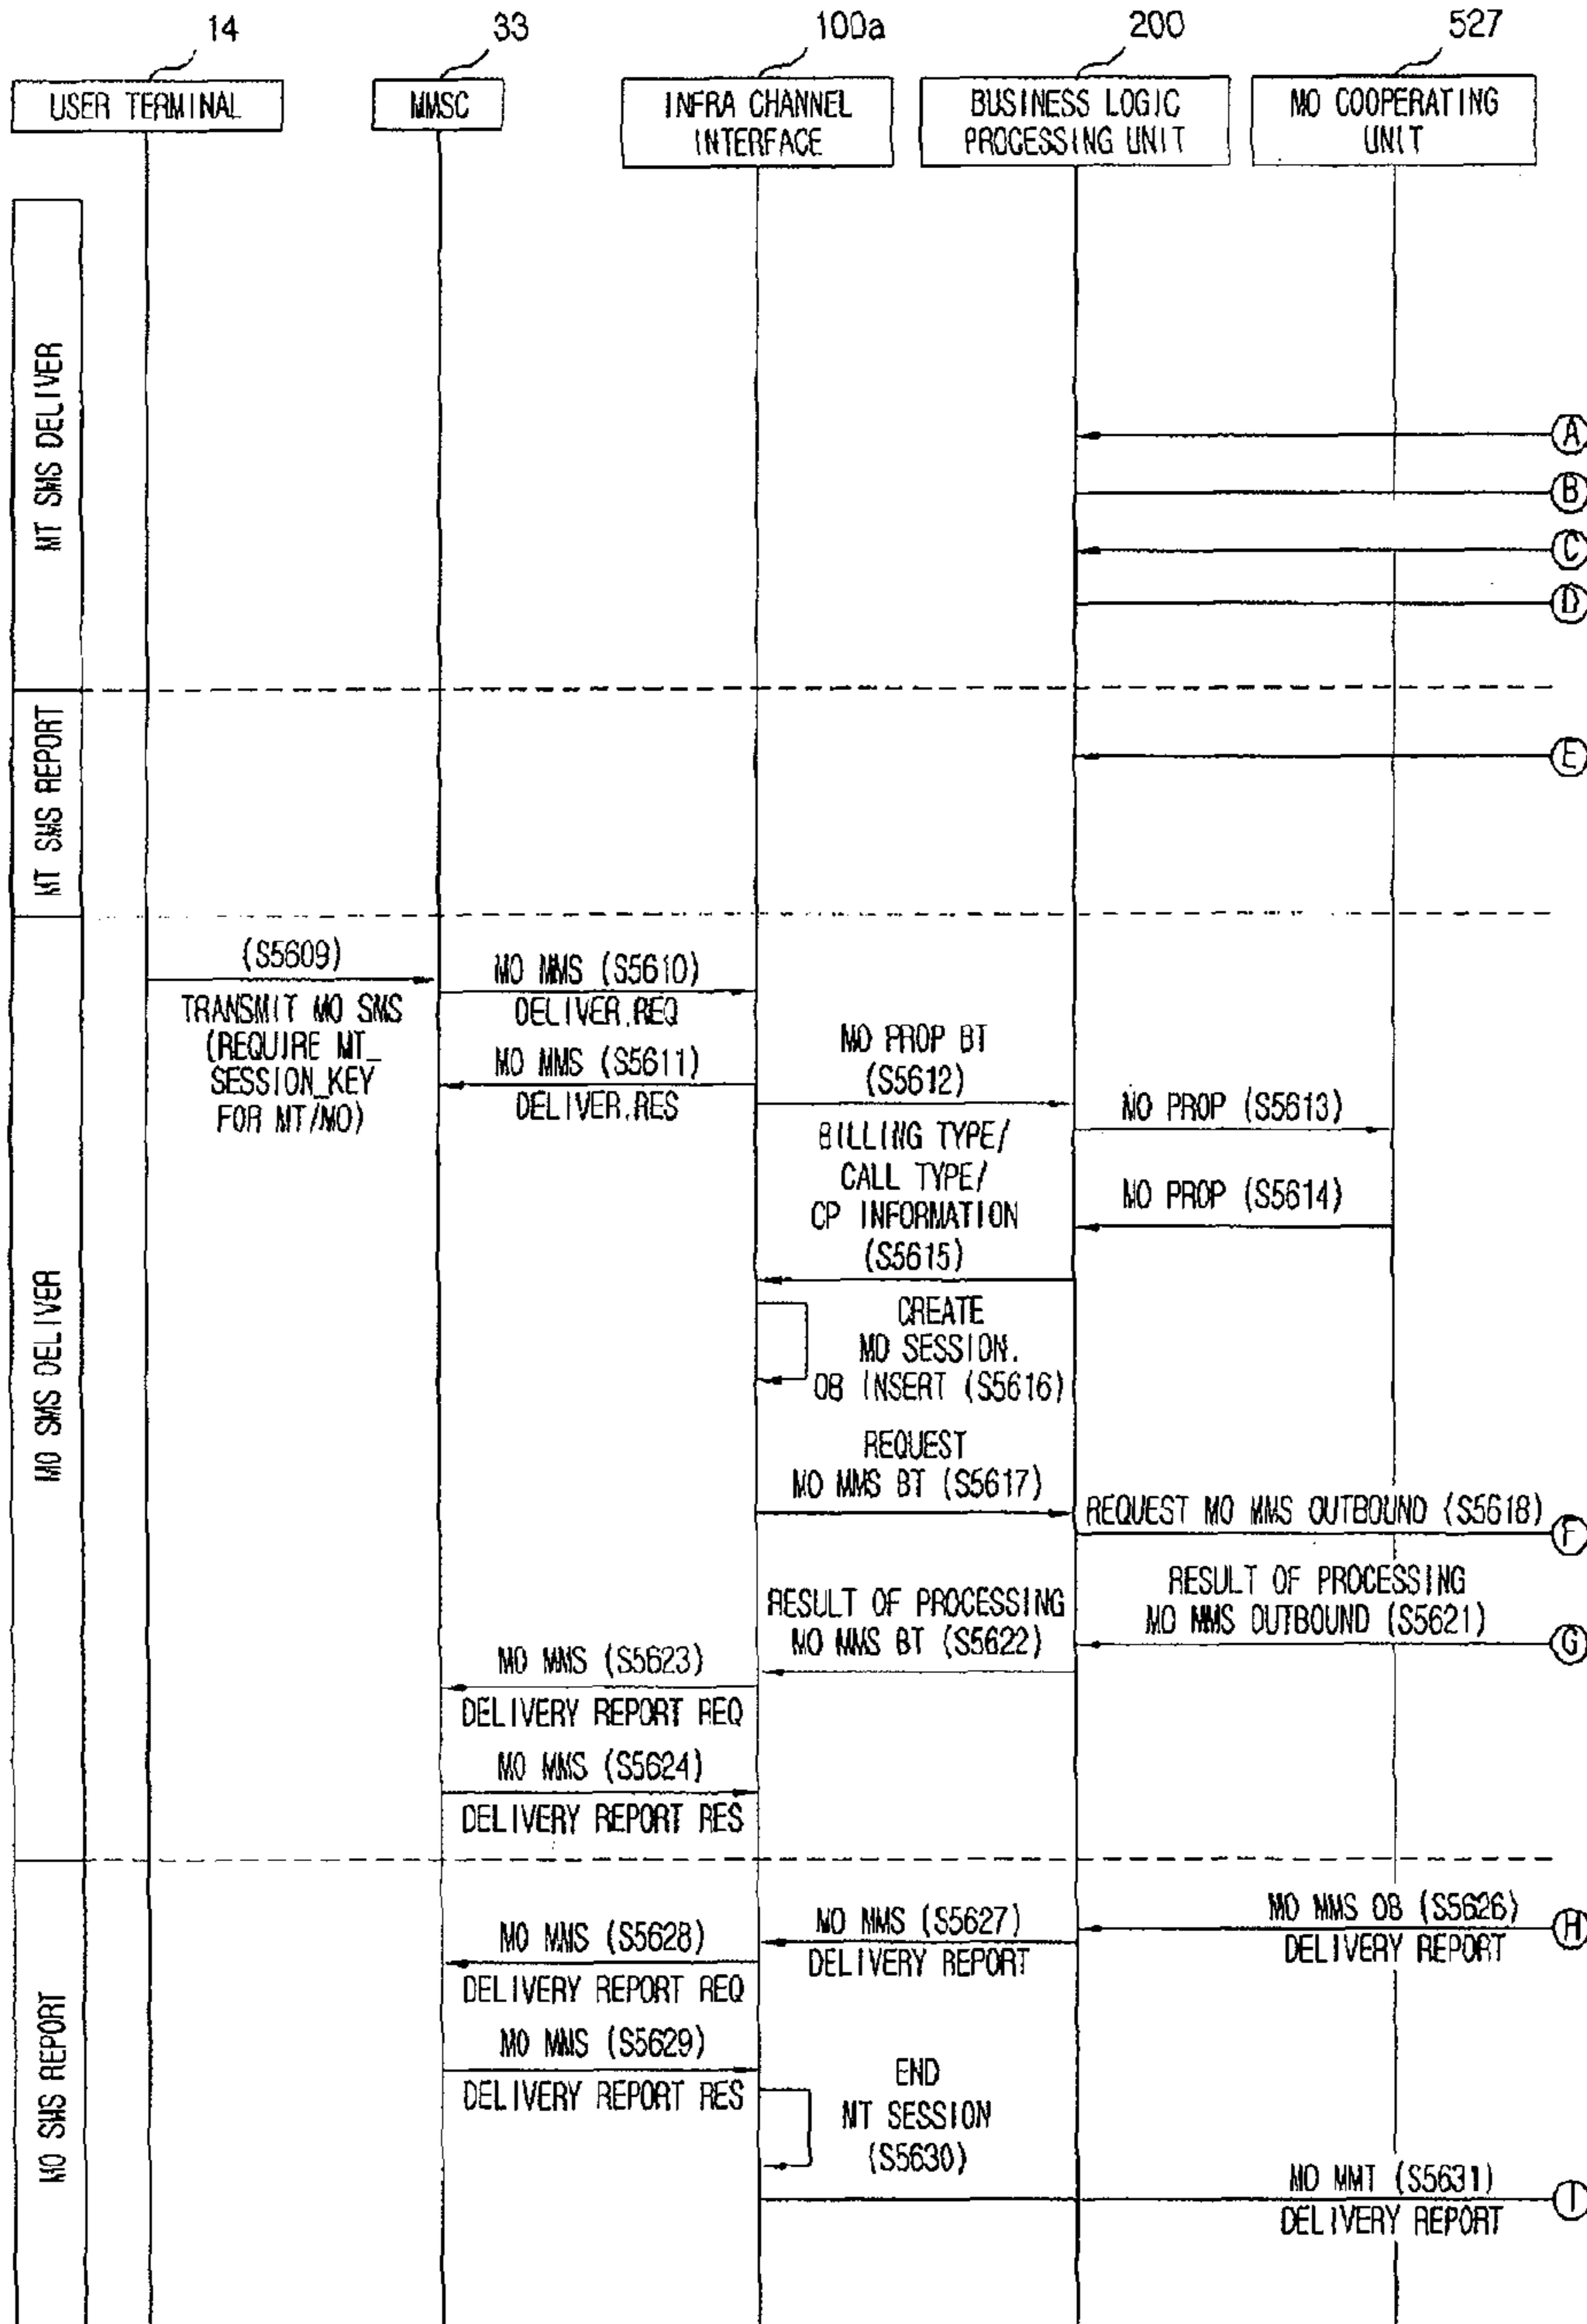 14
33
100a
200
527
USER TERMINAL
MMSC
INFRA CHANNEL
INTERFACE
BUSINESS LOGIC
PROCESSING UNIT
MO COOPERATING
UNIT
MT SMS DELIVER
A
B
C
D
MT SMS REPORT
E
MO SMS DELIVER
(S5609)
TRANSMIT MO SMS
(REQUIRE MT_
SESSION_KEY
FOR MT/MO)
MO MMS (S5610)
DELIVER.REQ
MO MMS (S5611)
DELIVER.RES
MO PROP BT
(S5612)
MO PROP (S5613)
BILLING TYPE/
CALL TYPE/
CP INFORMATION
(S5615)
MO PROP (S5614)
CREATE
MO SESSION.
OB INSERT (S5616)
REQUEST
MO MMS BT (S5617)
REQUEST MO MMS OUTBOUND (S5618)
F
RESULT OF PROCESSING
MO MMS OUTBOUND (S5621)
G
RESULT OF PROCESSING
MO MMS BT (S5622)
MO MMS (S5623)
DELIVERY REPORT REQ
MO MMS (S5624)
DELIVERY REPORT RES
MO SMS REPORT
MO MMS OB (S5626)
DELIVERY REPORT
H
MO MMS (S5627)
DELIVERY REPORT
MO MMS (S5628)
DELIVERY REPORT REQ
MO MMS (S5629)
DELIVERY REPORT RES
END
MT SESSION
(S5630)
MO MMT (S5631)
DELIVERY REPORT
I